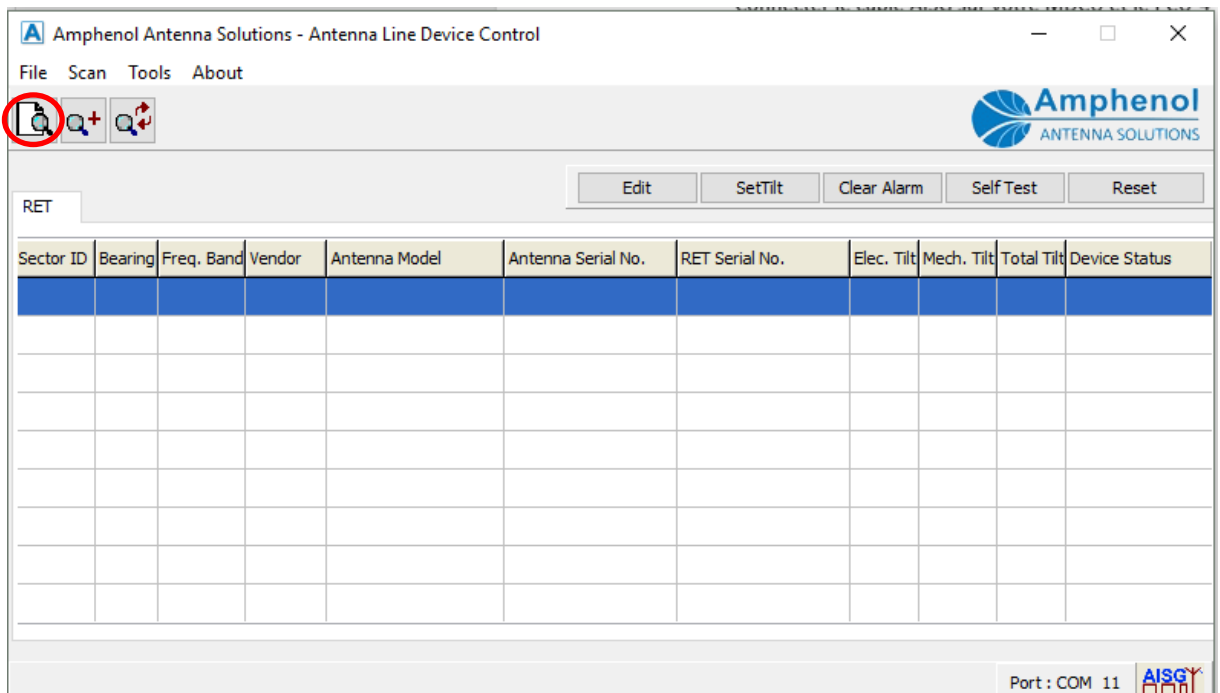 Amphenol Antenna Solutions - Antenna Line Device Control
File Scan Tools About
Amphenol
ANTENNA SOLUTIONS
Edit SetTilt Clear Alarm Self Test Reset
RET
Sector ID Bearing Freq. Band Vendor Antenna Model Antenna Serial No. RET Serial No. Elec. Tilt Mech. Tilt Total Tilt Device Status
Port : COM 11 AISG